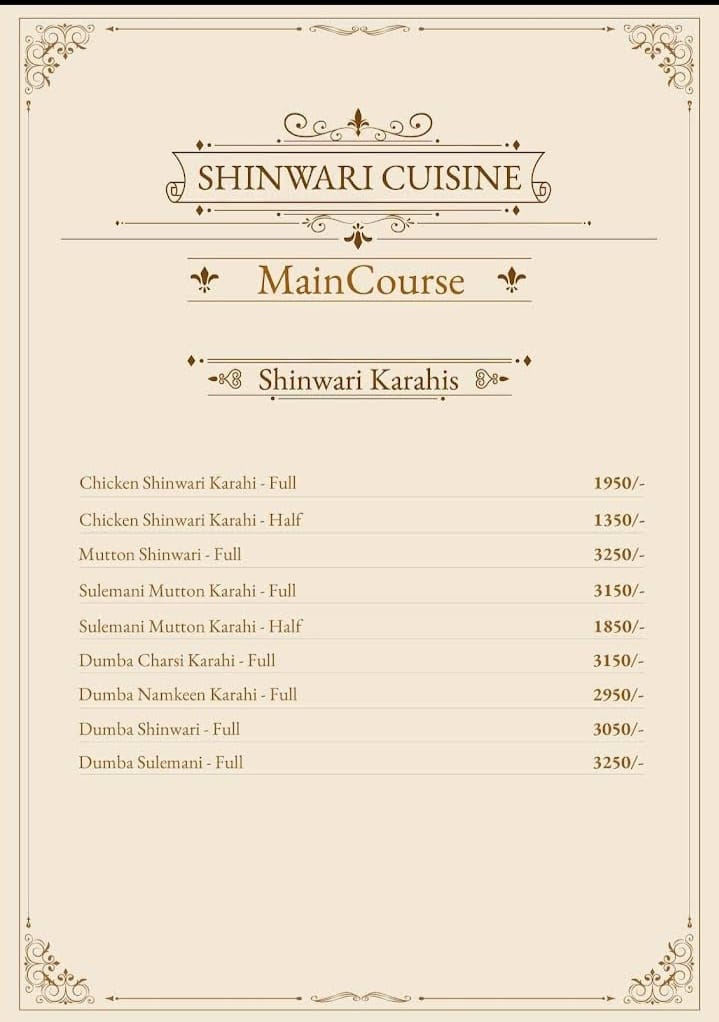 SHINWARI CUISINE
MainCourse
Shinwari Karahis
Chicken Shinwari Karahi - Full 1950/-
Chicken Shinwari Karahi - Half 1350/-
Mutton Shinwari - Full 3250/-
Sulemani Mutton Karahi - Full 3150/-
Sulemani Mutton Karahi - Half 1850/-
Dumba Charsi Karahi - Full 3150/-
Dumba Namkeen Karahi - Full 2950/-
Dumba Shinwari - Full 3050/-
Dumba Sulemani - Full 3250/-